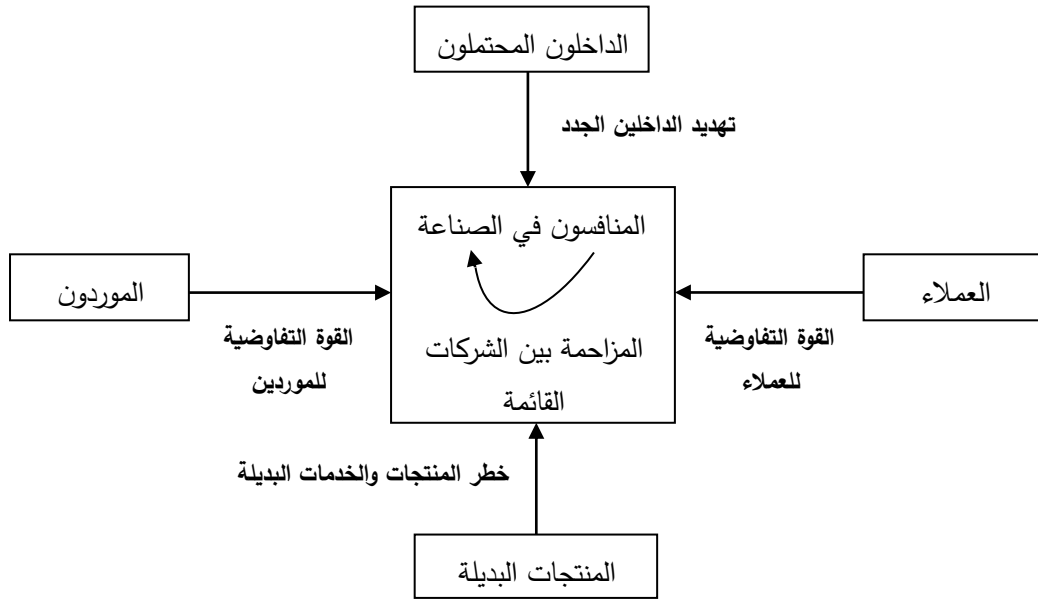 الداخلون المحتملون
تهديد الداخلين الجدد
المنافسون في الصناعة
العملاء
الموردون
المزاحمة بين الشركات
القائمة
القوة التفاوضية
للعملاء
القوة التفاوضية
للموردين
خطر المنتجات والخدمات البديلة
المنتجات البديلة